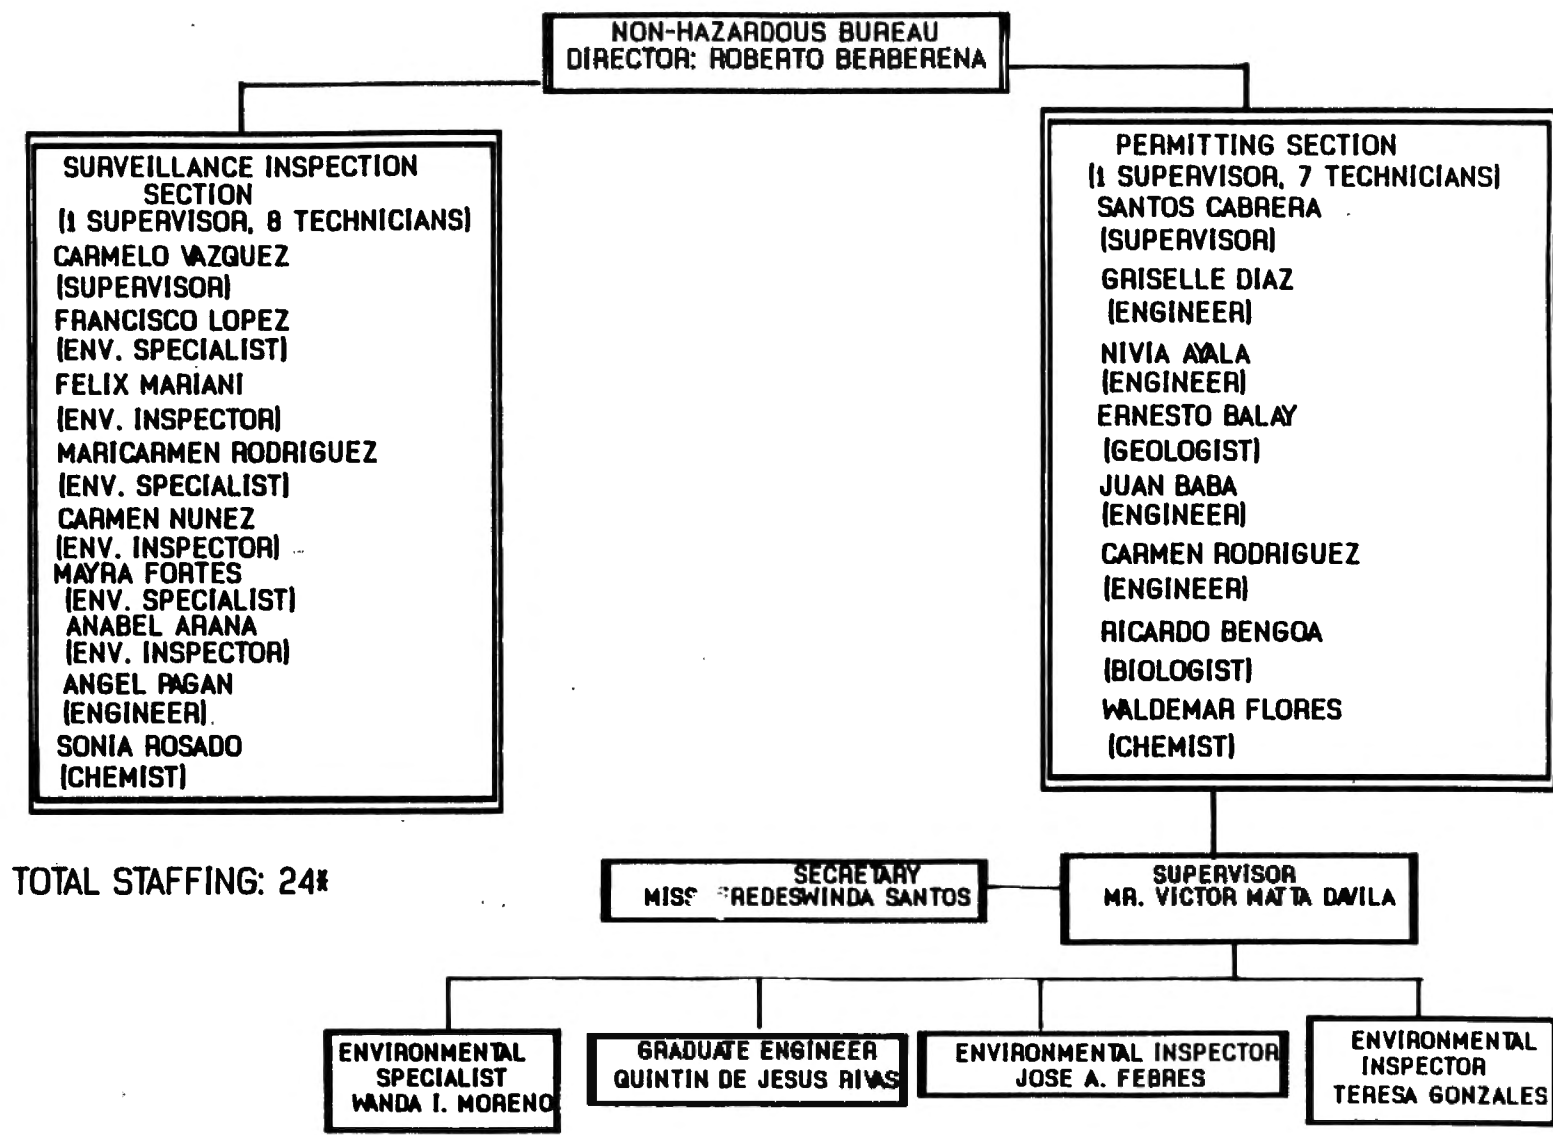 NON-HAZARDOUS BUREAU
DIRECTOR: ROBERTO BERBERENA
SURVEILLANCE INSPECTION
SECTION
(1 SUPERVISOR, 8 TECHNICIANS)
CARMELO VAZQUEZ
(SUPERVISOR)
FRANCISCO LOPEZ
(ENV. SPECIALIST)
FELIX MARIANI
(ENV. INSPECTOR)
MARICARMEN RODRIGUEZ
(ENV. SPECIALIST)
CARMEN NUNEZ
(ENV. INSPECTOR)
MAYRA FORTES
(ENV. SPECIALIST)
ANABEL ARANA
(ENV. INSPECTOR)
ANGEL PAGAN
(ENGINEER)
SONIA ROSADO
(CHEMIST)
PERMITTING SECTION
(1 SUPERVISOR, 7 TECHNICIANS)
SANTOS CABRERA
(SUPERVISOR)
GRISELLE DIAZ
(ENGINEER)
NIVIA AYALA
(ENGINEER)
ERNESTO BALAY
(GEOLOGIST)
JUAN BABA
(ENGINEER)
CARMEN RODRIGUEZ
(ENGINEER)
RICARDO BENGOA
(BIOLOGIST)
WALDEMAR FLORES
(CHEMIST)
TOTAL STAFFING: 24*
SECRETARY
MISS SANTOS
SUPERVISOR
MR. VICTOR MATTA DAVILA
ENVIRONMENTAL
SPECIALIST
WANDA I. MORENO
GRADUATE ENGINEER
QUINTIN DE JESUS RIVAS
ENVIRONMENTAL INSPECTOR
JOSE A. FEBRES
ENVIRONMENTAL
INSPECTOR
TERESA GONZALES